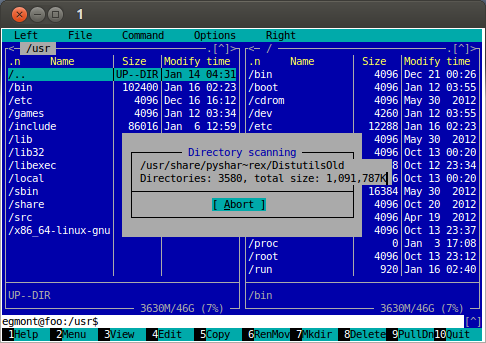 1
Left File Command Options Right
<─ /usr .[^]> <─ / .[^]>
.n Name Size Modify time .n Name Size Modify time
/.. UP--DIR Jan 14 04:31 /bin 4096 Dec 21 00:26
/bin 102400 Jan 16 02:23 /boot 4096 Jan 12 03:55
/etc 4096 Dec 16 16:12 /cdrom 4096 May 30 2012
/games 4096 Jan 12 03:34 /dev 4260 Jan 12 03:55
/include 86016 Jan 6 12:59 /etc 12288 Jan 16 02:23
/lib 4096 May 30 2012
/lib32 Directory scanning 4096 Oct 13 00:20
/libexec /usr/share/pyshar~rex/DistutilsOld 8 Oct 12 23:34
/local Directories: 3580, total size: 1,091,787K 6 Oct 13 00:20
/sbin 16384 May 30 2012
/share [ Abort ] 4096 Oct 20 2012
/src 4096 Apr 19 2012
/x86_64-linux-gnu 4096 Oct 13 23:37
/proc 0 Jan 3 17:08
/root 4096 Oct 13 23:12
/run 920 Jan 16 02:40
UP--DIR /bin
3630M/46G (7%) 3630M/46G (7%)
egmont@foo:/usr$ [^]
1Help 2Menu 3View 4Edit 5Copy 6RenMov 7Mkdir 8Delete 9PullDn 10Quit